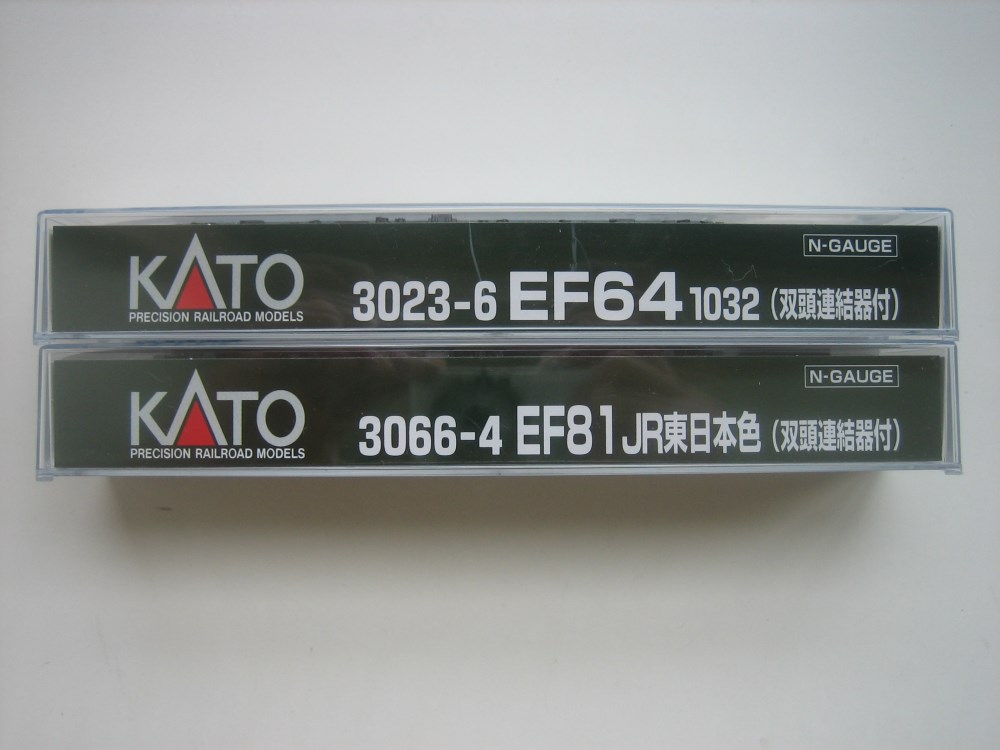 N-GAUGE
KATO
PRECISION RAILROAD MODELS
3023-6 EF64 1032 (双頭連結器付)
N-GAUGE
KATO
PRECISION RAILROAD MODELS
3066-4 EF81 JR東日本色 (双頭連結器付)